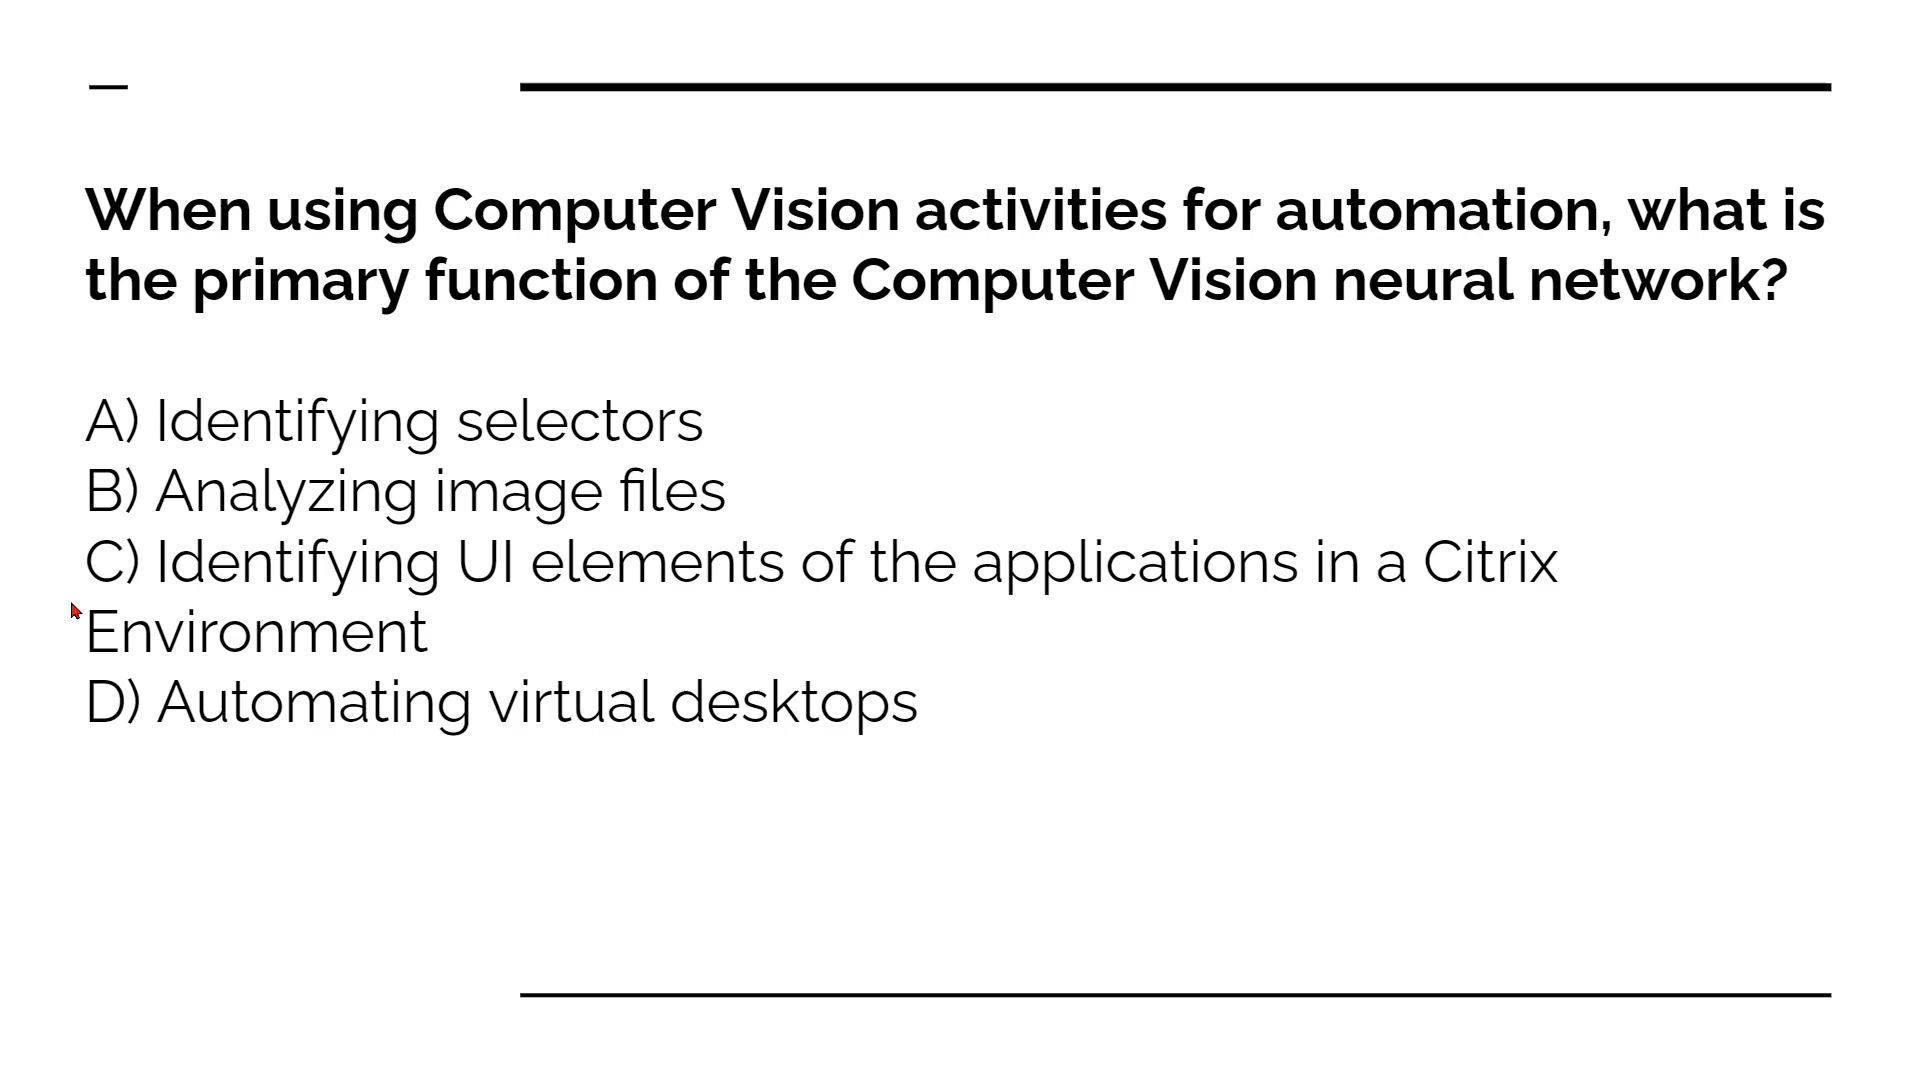 When using Computer Vision activities for automation, what is
the primary function of the Computer Vision neural network?
A) Identifying selectors
B) Analyzing image files
C) Identifying UI elements of the applications in a Citrix
Environment
D) Automating virtual desktops